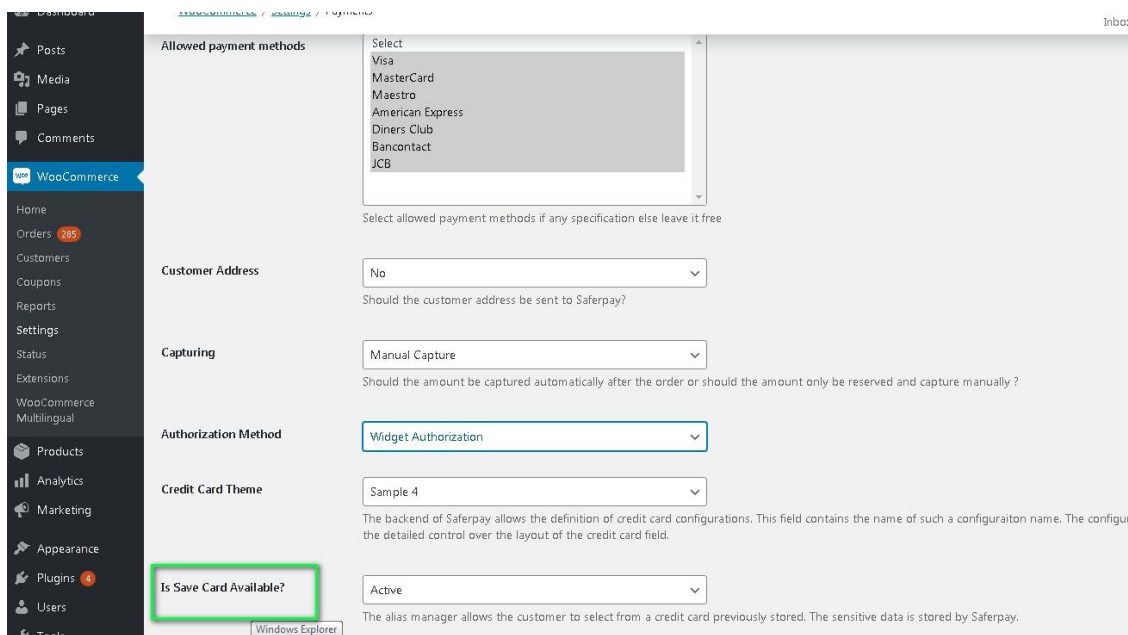 Dashboard
WooCommerce / Settings / Payments
Inbox
Posts
Media
Pages
Comments
WooCommerce
Home
Orders 285
Customers
Coupons
Reports
Settings
Status
Extensions
WooCommerce
Multilingual
Products
Analytics
Marketing
Appearance
Plugins 4
Users
Tools
Allowed payment methods
Select
Visa
MasterCard
Maestro
American Express
Diners Club
Bancontact
JCB
Select allowed payment methods if any specification else leave it free
Customer Address
No
Should the customer address be sent to Saferpay?
Capturing
Manual Capture
Should the amount be captured automatically after the order or should the amount only be reserved and capture manually ?
Authorization Method
Widget Authorization
Credit Card Theme
Sample 4
The backend of Saferpay allows the definition of credit card configurations. This field contains the name of such a configuraiton name. The configu
the detailed control over the layout of the credit card field.
Is Save Card Available?
Active
The alias manager allows the customer to select from a credit card previously stored. The sensitive data is stored by Saferpay.
Windows Explorer